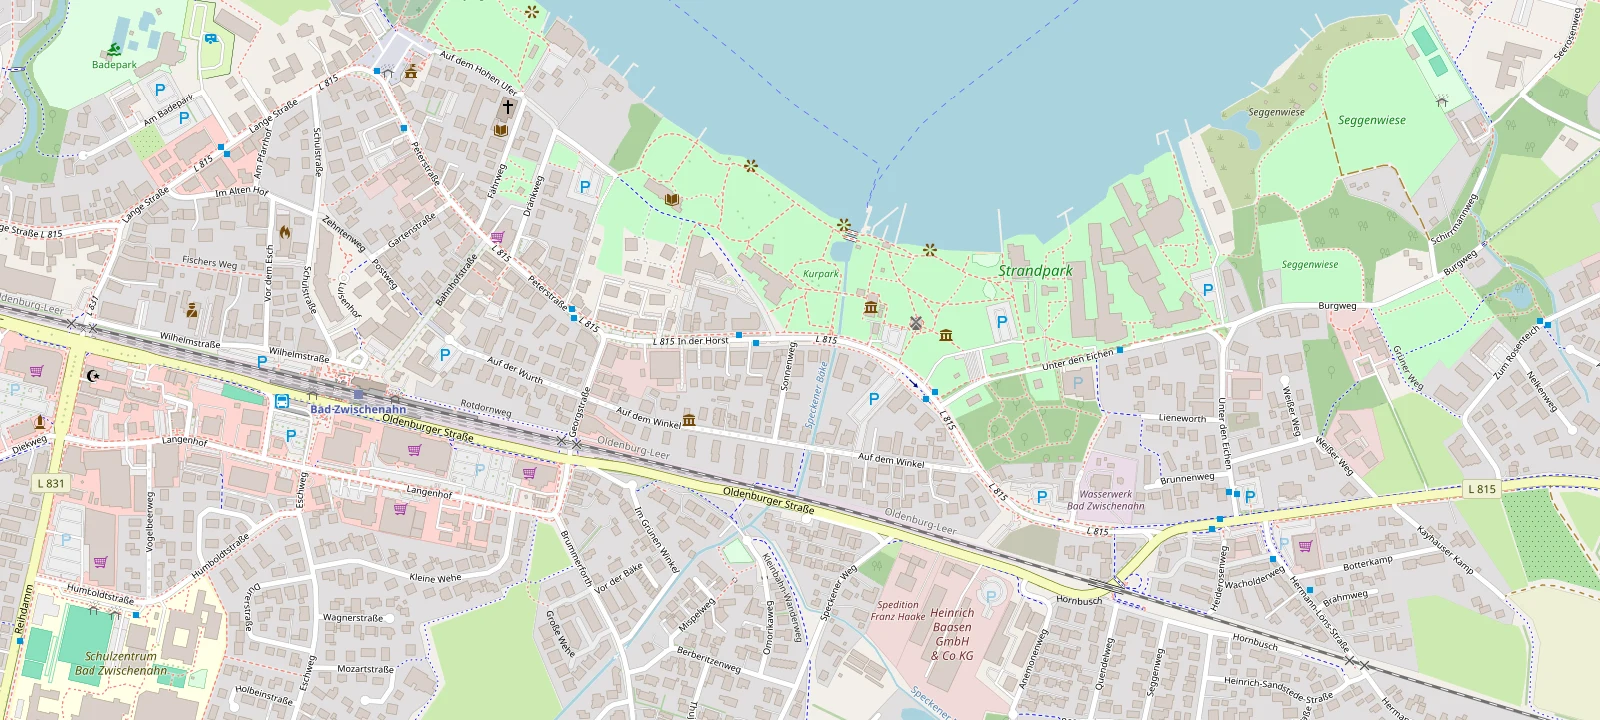 Badepark
P
P
Am Badepark
L 815
Lange Straße
L 815
Lange Straße
Am Pfarrhof
Im Alten Hof
Schulstraße
Auf dem Hohen Ufer
Peterstraße
Fährweg
Dränkweg
P
L 815
Zehntenweg
Gartenstraße
Postweg
Luisenhof
Bahnhofstraße
Fischers Weg
Vor dem Esch
Schulstraße
Peterstraße
L 815
Kurpark
Strandpark
P
P
Seggenwiese
Seggenwiese
Seggenwiese
Seerosenweg
Schirrmannweg
Burgweg
Burgweg
Oldenburg-Leer
Wilhelmstraße
Wilhelmstraße
P
P
L 815
In der Horst
L 815
Sonnenweg
Speckener Bäke
Unter den Eichen
Grüner Weg
Zum Rosenteich
Nelkenweg
Auf der Wurth
Georgstraße
Rotdornweg
Bad Zwischenahn
Oldenburger Straße
Auf dem Winkel
Oldenburg-Leer
P
P
L 815
Lieneworth
Unter den Eichen
Weißer Weg
Weißer Weg
Diekweg
Langenhof
P
P
P
L 831
Langenhof
Eschweg
Vogelbeerweg
P
Auf dem Winkel
Oldenburger Straße
Oldenburg-Leer
L 815
P
Wasserwerk
Bad Zwischenahn
Brunnenweg
P
L 815
L 815
Humboldtstraße
Humboldtstraße
Kleine Wehe
Dürerstraße
Wagnerstraße
Mozartstraße
Holbeinstraße
Eschweg
Reihdamm
Schulzentrum
Bad Zwischenahn
Brummerforth
Im Grünen Winkel
Vor der Bäke
Große Wehe
Mispelweg
Berberitzenweg
Omorikaweg
Kleinbahn-Wanderweg
Speckener Weg
Spedition
Franz Haake
Heinrich
Baasen
GmbH
& Co KG
P
Speckener
Hornbusch
Anemonenweg
Quendelweg
Seggenweg
Heiderosenweg
Wacholderweg
P
Hermann-Löns-Straße
Botterkamp
Brahmweg
Kayhauser Kamp
Hornbusch
Heinrich-Sandstede-Straße